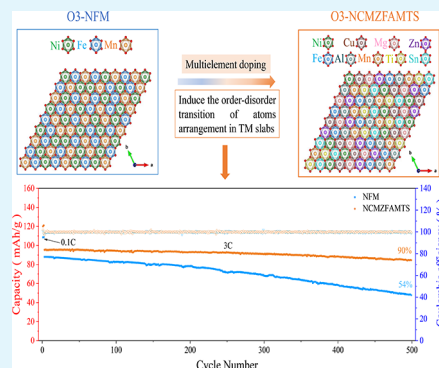 O3-NFM
Ni Fe Mn
Multielement doping
Induce the order-disorder
transition of atoms
arrangement in TM slabs
O3-NCMZFAMTS
Ni Cu Mg Zn
Fe Al Mn Ti Sn
b
a
b
a
Capacity ( mAh/g )
160
140
120
100
80
60
40
20
0
0.1C
3C
NFM
NCMZFAMTS
90%
54%
140
120
100
80
60
40
20
0
0 100 200 300 400 500
Cycle Number